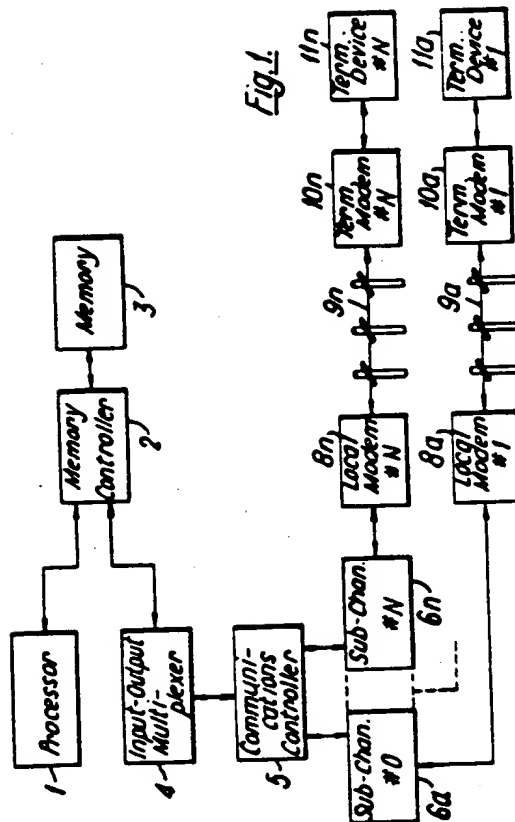 Fig.1.
Processor
1
Memory
Controller
2
Memory
3
Input-Output
Multi-
plexer
4
Communi-
cations
Controller
5
Sub-Chan.
#0
6a
Sub-Chan.
#N
6n
8n
Local
Modem
#N
9n
10n
Term.
Modem
#N
11n
Term.
Device
#N
8a
Local
Modem
#1
9a
10a
Term.
Modem
#1
11a
Term.
Device
#1